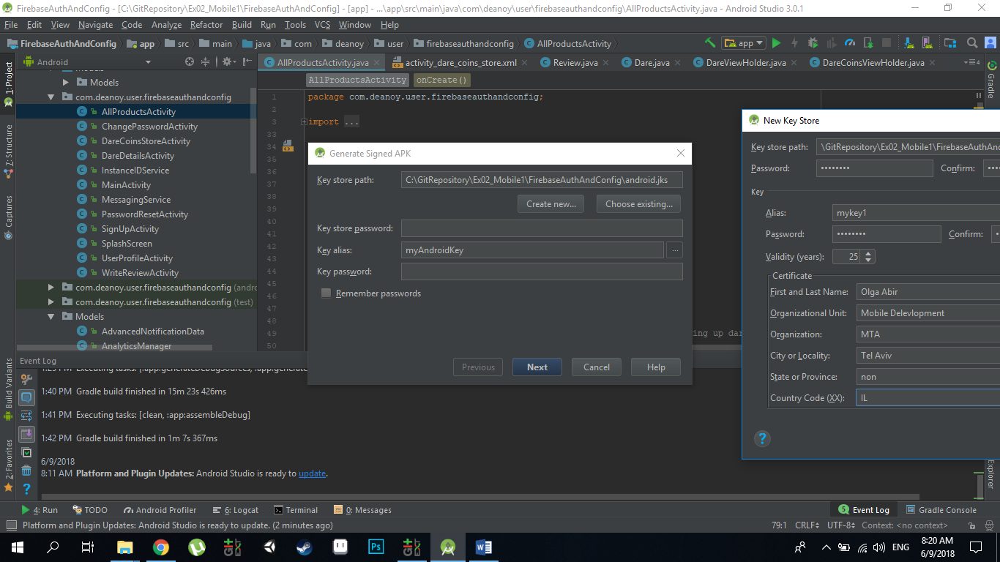 FirebaseAuthAndConfig - [C:\GitRepository\Ex02_Mobile1\FirebaseAuthAndConfig] - [app] - ...\app\src\main\java\com\deanoy\user\firebaseauthandconfig\AllProductsActivity.java - Android Studio 3.0.1
File Edit View Navigate Code Analyze Refactor Build Run Tools VCS Window Help
FirebaseAuthAndConfig app src main java com deanoy user firebaseauthandconfig AllProductsActivity app
Android AllProductsActivity.java activity_dare_coins_store.xml Review.java Dare.java DareViewHolder.java DareCoinsViewHolder.java
1: Project
7: Structure
Captures
Build Variants
2: Favorites
Gradle
Explorer
Models
com.deanoy.user.firebaseauthandconfig
AllProductsActivity
ChangePasswordActivity
DareCoinsStoreActivity
DareDetailsActivity
InstanceIDService
MainActivity
MessagingService
PasswordResetActivity
SignUpActivity
SplashScreen
UserProfileActivity
WriteReviewActivity
com.deanoy.user.firebaseauthandconfig (andro
com.deanoy.user.firebaseauthandconfig (test)
Models
AdvancedNotificationData
AnalyticsManager
AllProductsActivity onCreate()
1 package com.deanoy.user.firebaseauthandconfig;
2
3 import ...
33
34
35
36
37
38
39
40
41
42
43
44
45
46
47
48
49 ing up dar
50
Generate Signed APK
Key store path: C:\GitRepository\Ex02_Mobile1\FirebaseAuthAndConfig\android.jks
Create new... Choose existing...
Key store password:
Key alias: myAndroidKey ...
Key password:
Remember passwords
Previous Next Cancel Help
New Key Store
Key store path: \GitRepository\Ex02_Mobile1\FirebaseAuthAnd
Password: •••••••• Confirm: ••••
Key
Alias: mykey1
Password: •••••••• Confirm: •
Validity (years): 25
Certificate
First and Last Name: Olga Abir
Organizational Unit: Mobile Delevlopment
Organization: MTA
City or Locality: Tel Aviv
State or Province: non
Country Code (XX): IL
?
Event Log
1:40 PM Gradle build finished in 15m 23s 426ms
1:41 PM Executing tasks: [clean, :app:assembleDebug]
1:42 PM Gradle build finished in 1m 7s 367ms
6/9/2018
8:11 AM Platform and Plugin Updates: Android Studio is ready to update.
4: Run TODO Android Profiler 6: Logcat Terminal 0: Messages 5 Event Log Gradle Console
Platform and Plugin Updates: Android Studio is ready to update. (2 minutes ago) 79:1 CRLF UTF-8 Context: <no context>
Ps W ENG 8:20 AM
6/9/2018